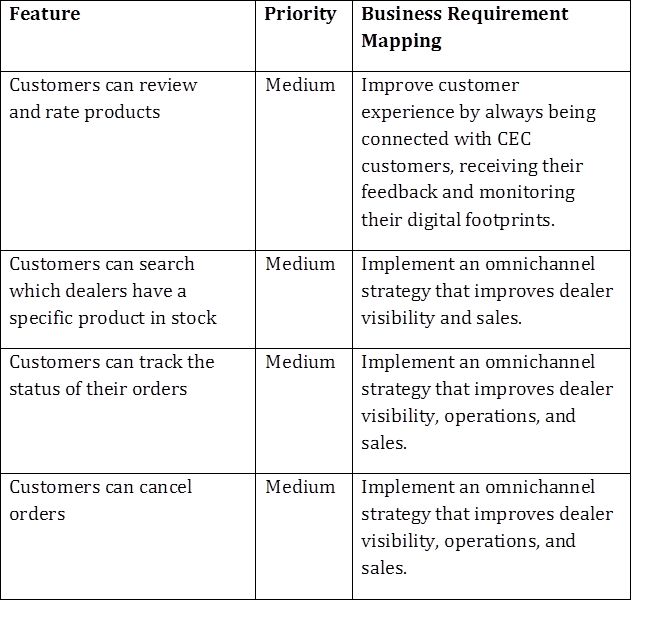 Feature Priority Business Requirement
Mapping
Customers can review Medium Improve customer
and rate products experience by always being
connected with CEC
customers, receiving their
feedback and monitoring
their digital footprints.
Customers can search Medium Implement an omnichannel
which dealers have a strategy that improves dealer
specific product in stock visibility and sales.
Customers can track the Medium Implement an omnichannel
status of their orders strategy that improves dealer
visibility, operations, and
sales.
Customers can cancel Medium Implement an omnichannel
orders strategy that improves dealer
visibility, operations, and
sales.